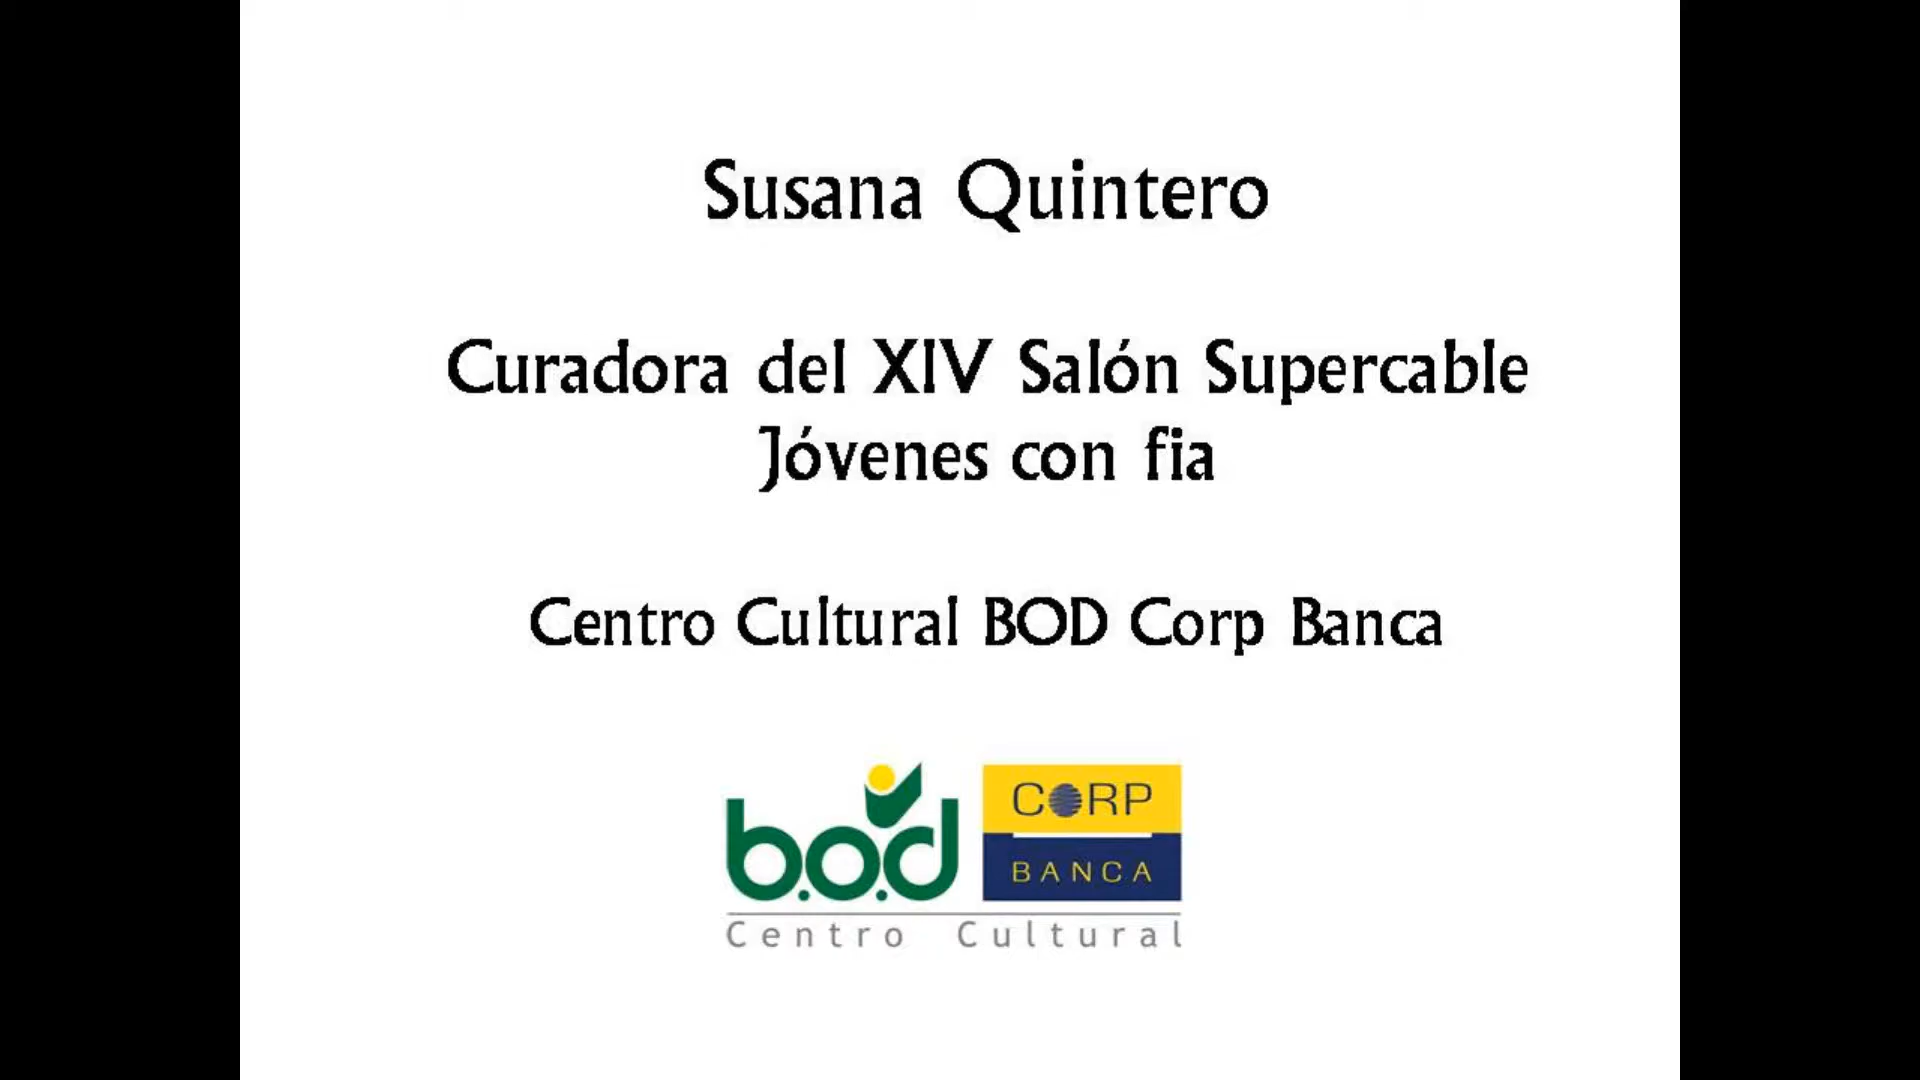 Susana Quintero
Curadora del XIV Salón Supercable
Jóvenes con fia
Centro Cultural BOD Corp Banca
b.o.d
CORP
BANCA
Centro Cultural